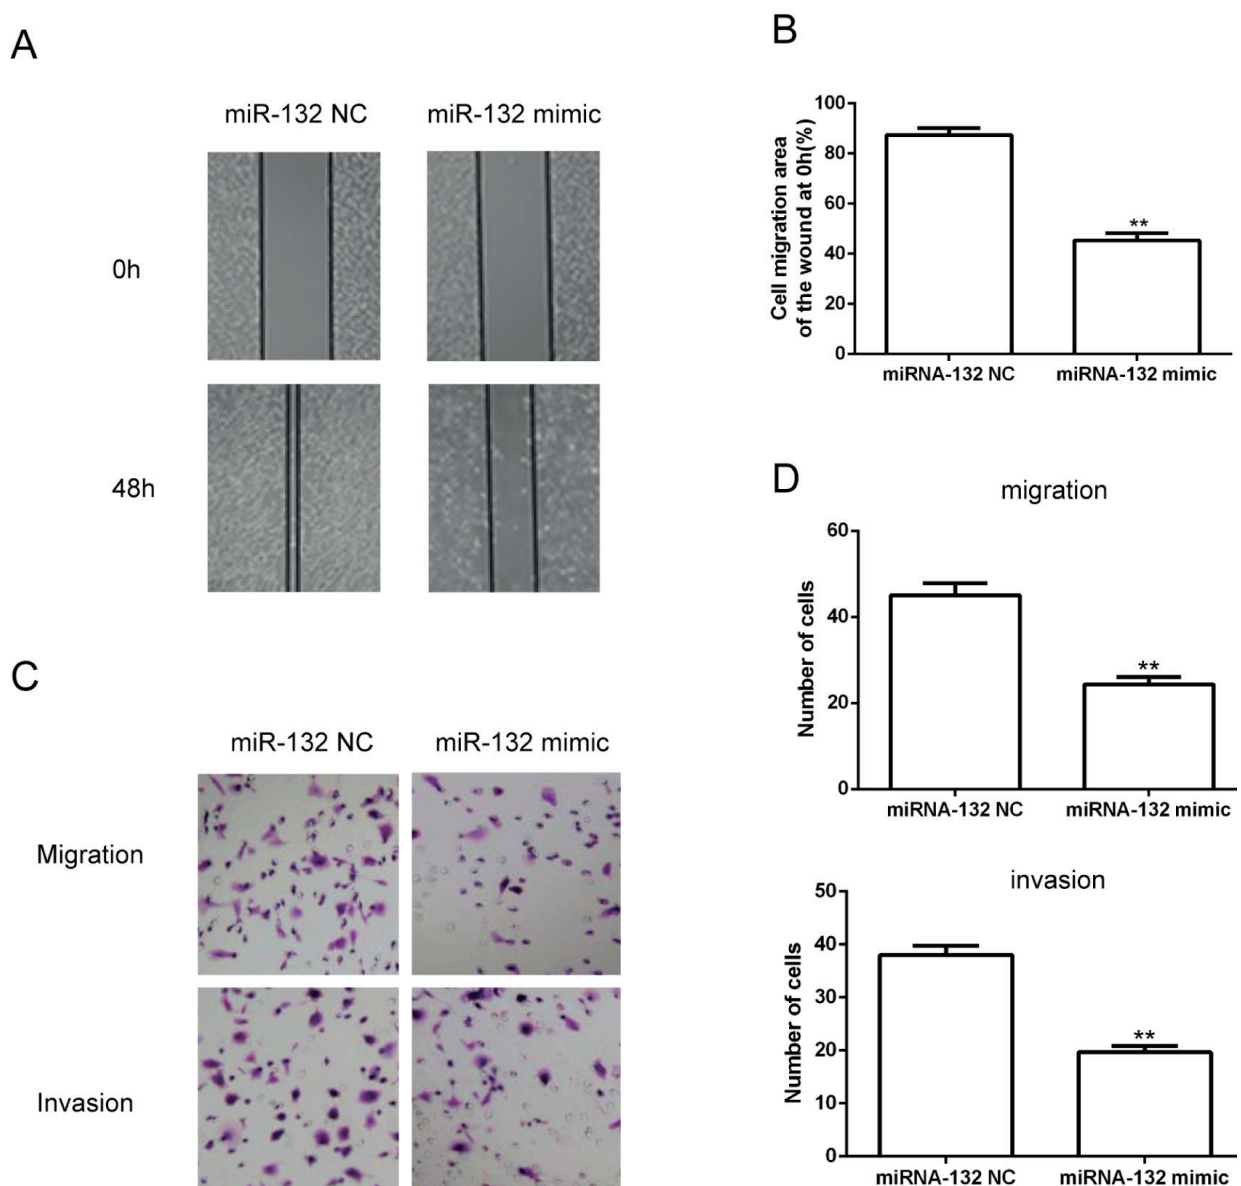 A
miR-132 NC
miR-132 mimic
0h
48h
B
Cell migration area
of the wound at 0h(%)
100
80
60
40
20
0
**
miRNA-132 NC
miRNA-132 mimic
C
miR-132 NC
miR-132 mimic
Migration
Invasion
D
migration
Number of cells
60
40
20
0
**
miRNA-132 NC
miRNA-132 mimic
invasion
Number of cells
50
40
30
20
10
0
**
miRNA-132 NC
miRNA-132 mimic